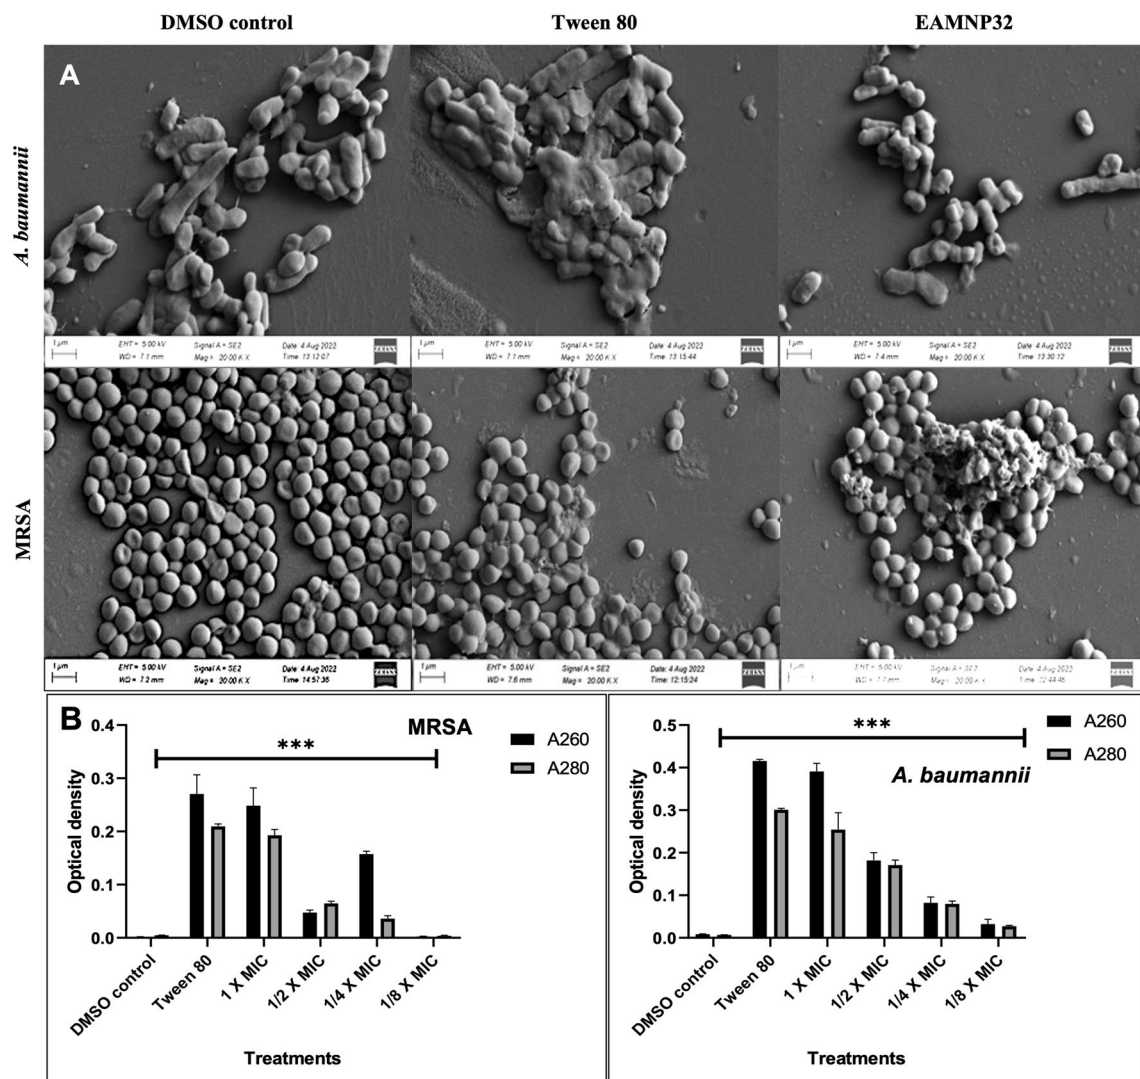 DMSO control
Tween 80
EAMNP32
A
A. baumannii
1 μm
EHT = 5.00 kV
Signal A = SE2
Date: 4 Aug 2022
WD = 7.1 mm
Mag = 20.00 K X
Time: 13:12:07
ZEISS
1 μm
EHT = 5.00 kV
Signal A = SE2
Date: 4 Aug 2022
WD = 7.1 mm
Mag = 20.00 K X
Time: 13:15:44
ZEISS
1 μm
EHT = 5.00 kV
Signal A = SE2
Date: 4 Aug 2022
WD = 7.4 mm
Mag = 20.00 K X
Time: 13:30:12
ZEISS
MRSA
1 μm
EHT = 5.00 kV
Signal A = SE2
Date: 4 Aug 2022
WD = 7.2 mm
Mag = 20.00 K X
Time: 14:57:36
ZEISS
1 μm
EHT = 5.00 kV
Signal A = SE2
Date: 4 Aug 2022
WD = 7.6 mm
Mag = 20.00 K X
Time: 12:15:24
ZEISS
1 μm
EHT = 5.00 kV
Signal A = SE2
Date: 4 Aug 2022
Mag = 20.00 K X
ZEISS
B
MRSA
***
A260
A280
Optical density
0.4
0.3
0.2
0.1
0.0
DMSO control
Tween 80
1 X MIC
1/2 X MIC
1/4 X MIC
1/8 X MIC
Treatments
***
A260
A280
A. baumannii
Optical density
0.5
0.4
0.3
0.2
0.1
0.0
DMSO control
Tween 80
1 X MIC
1/2 X MIC
1/4 X MIC
1/8 X MIC
Treatments